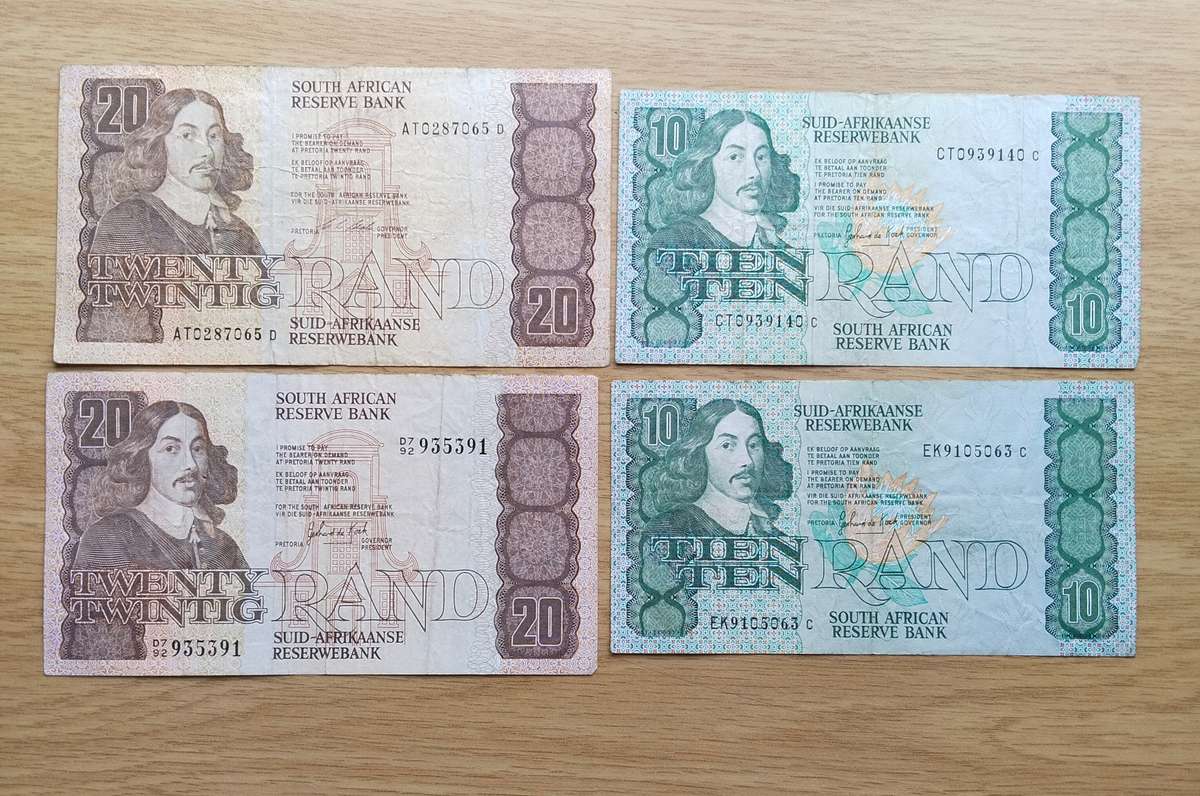 20
SOUTH AFRICAN
RESERVE BANK
AT0287065 D
I PROMISE TO PAY
THE BEARER ON DEMAND
AT PRETORIA TWENTY RAND
EK BELOOF OP AANVRAAG
TE BETAAL AAN TOONDER
TE PRETORIA TWINTIG RAND
FOR THE SOUTH AFRICAN RESERVE BANK
VIR DIE SUID-AFRIKAANSE RESERWEBANK
PRETORIA
GOVERNOR
PRESIDENT
TWENTY
TWINTIG
RAND
20
AT0287065 D
SUID-AFRIKAANSE
RESERWEBANK
10
SUID-AFRIKAANSE
RESERWEBANK
CT0939140 C
EK BELOOF OP AANVRAAG
TE BETAAL AAN TOONDER
TE PRETORIA TIEN RAND
I PROMISE TO PAY
THE BEARER ON DEMAND
AT PRETORIA TEN RAND
VIR DIE SUID-AFRIKAANSE RESERWEBANK
FOR THE SOUTH AFRICAN RESERVE BANK
PRETORIA Gerhard de Kock PRESIDENT
GOVERNOR
TIEN
TEN
RAND
10
CT0939140 C
SOUTH AFRICAN
RESERVE BANK
20
SOUTH AFRICAN
RESERVE BANK
D7
92 935391
I PROMISE TO PAY
THE BEARER ON DEMAND
AT PRETORIA TWENTY RAND
EK BELOOF OP AANVRAAG
TE BETAAL AAN TOONDER
TE PRETORIA TWINTIG RAND
FOR THE SOUTH AFRICAN RESERVE BANK
VIR DIE SUID-AFRIKAANSE RESERWEBANK
Gerhard de Kock
PRETORIA
GOVERNOR
PRESIDENT
TWENTY
TWINTIG
RAND
20
D7
92 935391
SUID-AFRIKAANSE
RESERWEBANK
10
SUID-AFRIKAANSE
RESERWEBANK
EK9105063 C
EK BELOOF OP AANVRAAG
TE BETAAL AAN TOONDER
TE PRETORIA TIEN RAND
I PROMISE TO PAY
THE BEARER ON DEMAND
AT PRETORIA TEN RAND
VIR DIE SUID-AFRIKAANSE RESERWEBANK
FOR THE SOUTH AFRICAN RESERVE BANK
PRETORIA Gerhard de Kock PRESIDENT
GOVERNOR
TIEN
TEN
RAND
10
EK9105063 C
SOUTH AFRICAN
RESERVE BANK